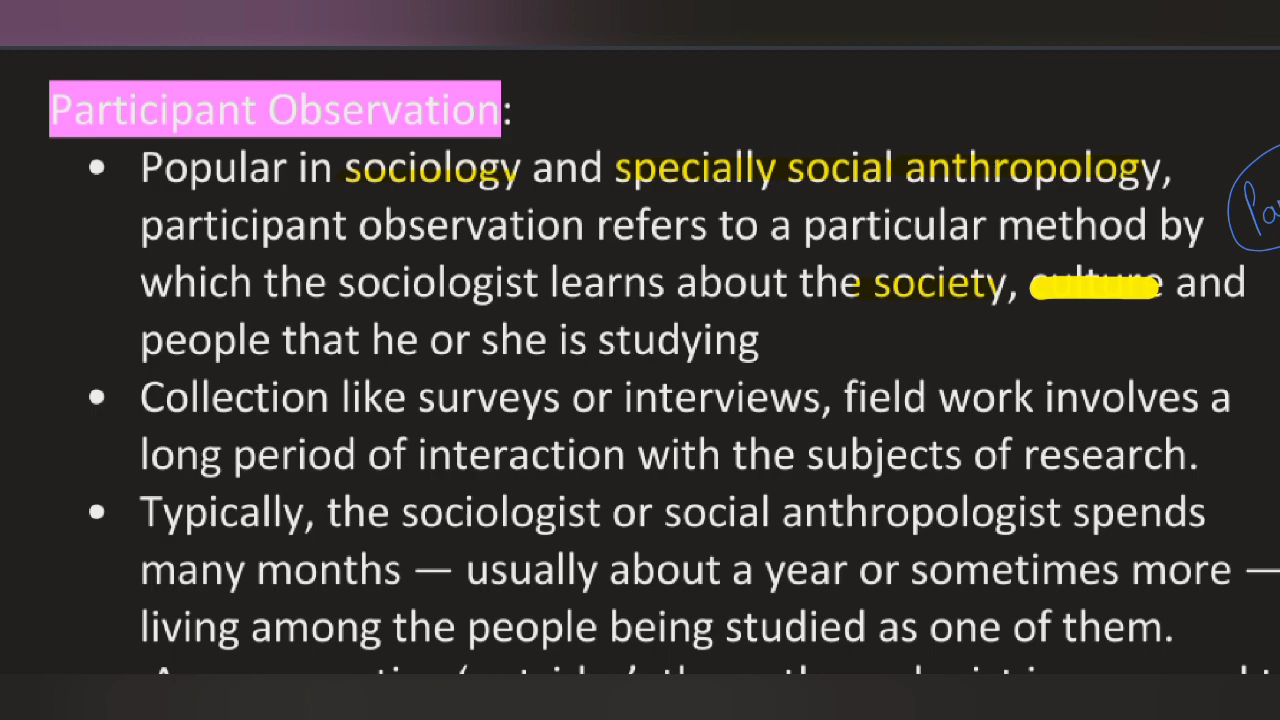 Participant Observation:
• Popular in sociology and specially social anthropology,
participant observation refers to a particular method by
which the sociologist learns about the society, culture and
people that he or she is studying
• Collection like surveys or interviews, field work involves a
long period of interaction with the subjects of research.
• Typically, the sociologist or social anthropologist spends
many months — usually about a year or sometimes more —
living among the people being studied as one of them.